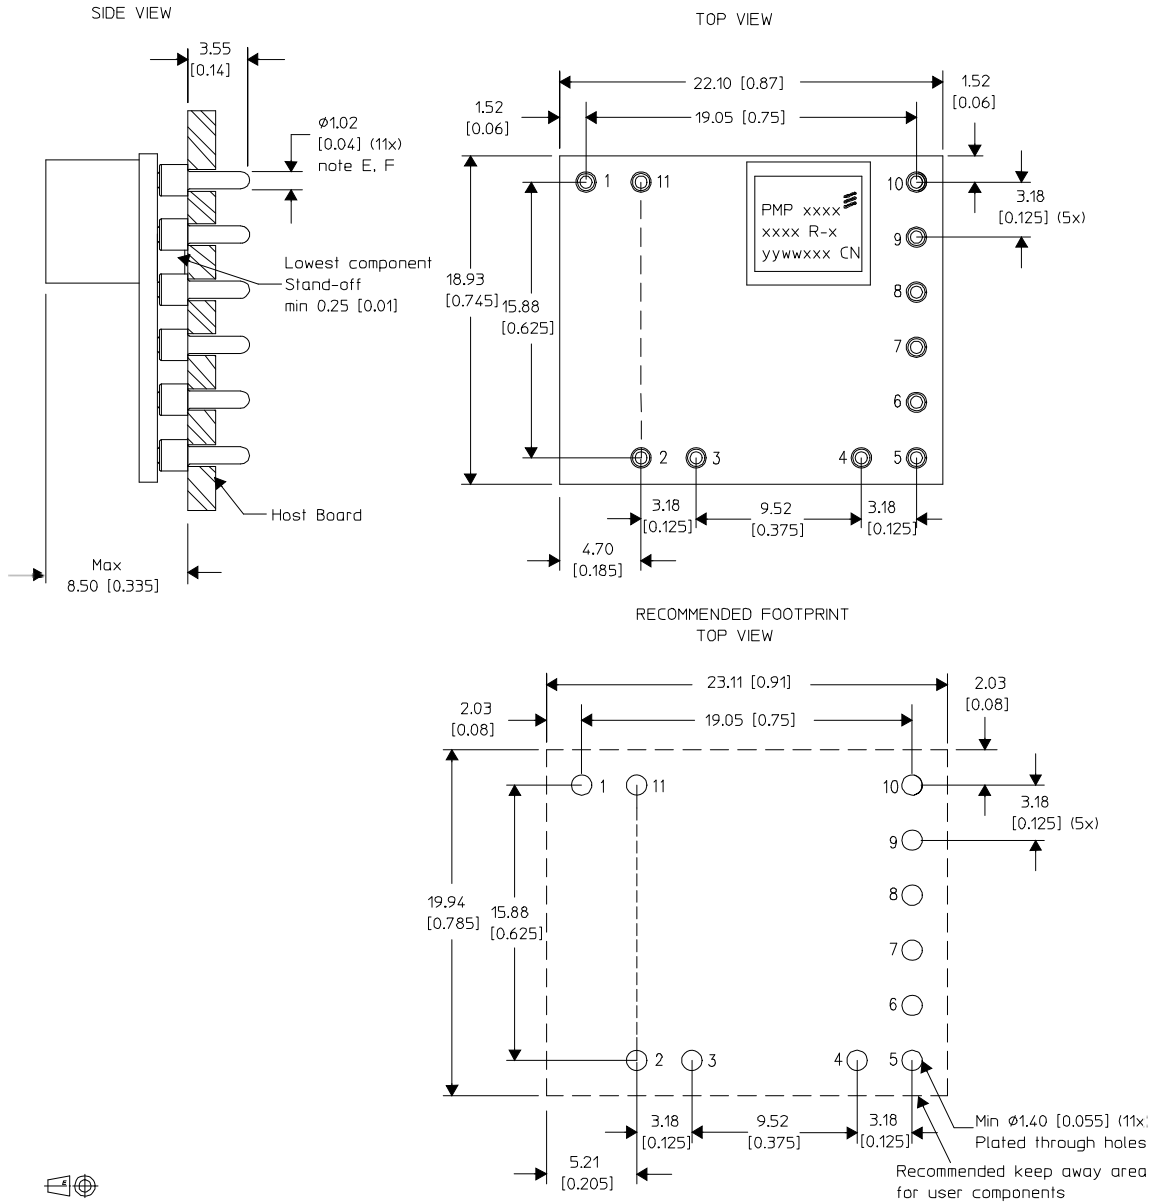 SIDE VIEW
3.55
[0.14]
ø1.02
[0.04] (11x)
note E, F
Lowest component
Stand-off
min 0.25 [0.01]
Host Board
Max
8.50 [0.335]
TOP VIEW
22.10 [0.87]
1.52
[0.06]
1.52
[0.06]
19.05 [0.75]
1
11
10
3.18
[0.125] (5x)
PMP xxxx
xxxx R-x
yywwxxx CN
9
18.93
[0.745]
15.88
[0.625]
8
7
6
2
3
4
5
3.18
[0.125]
9.52
[0.375]
3.18
[0.125]
4.70
[0.185]
RECOMMENDED FOOTPRINT
TOP VIEW
23.11 [0.91]
2.03
[0.08]
2.03
[0.08]
19.05 [0.75]
1
11
10
3.18
[0.125] (5x)
9
19.94
[0.785]
15.88
[0.625]
8
7
6
2
3
4
5
3.18
[0.125]
9.52
[0.375]
3.18
[0.125]
Min ø1.40 [0.055] (11x
Plated through holes
5.21
[0.205]
Recommended keep away area
for user components
E